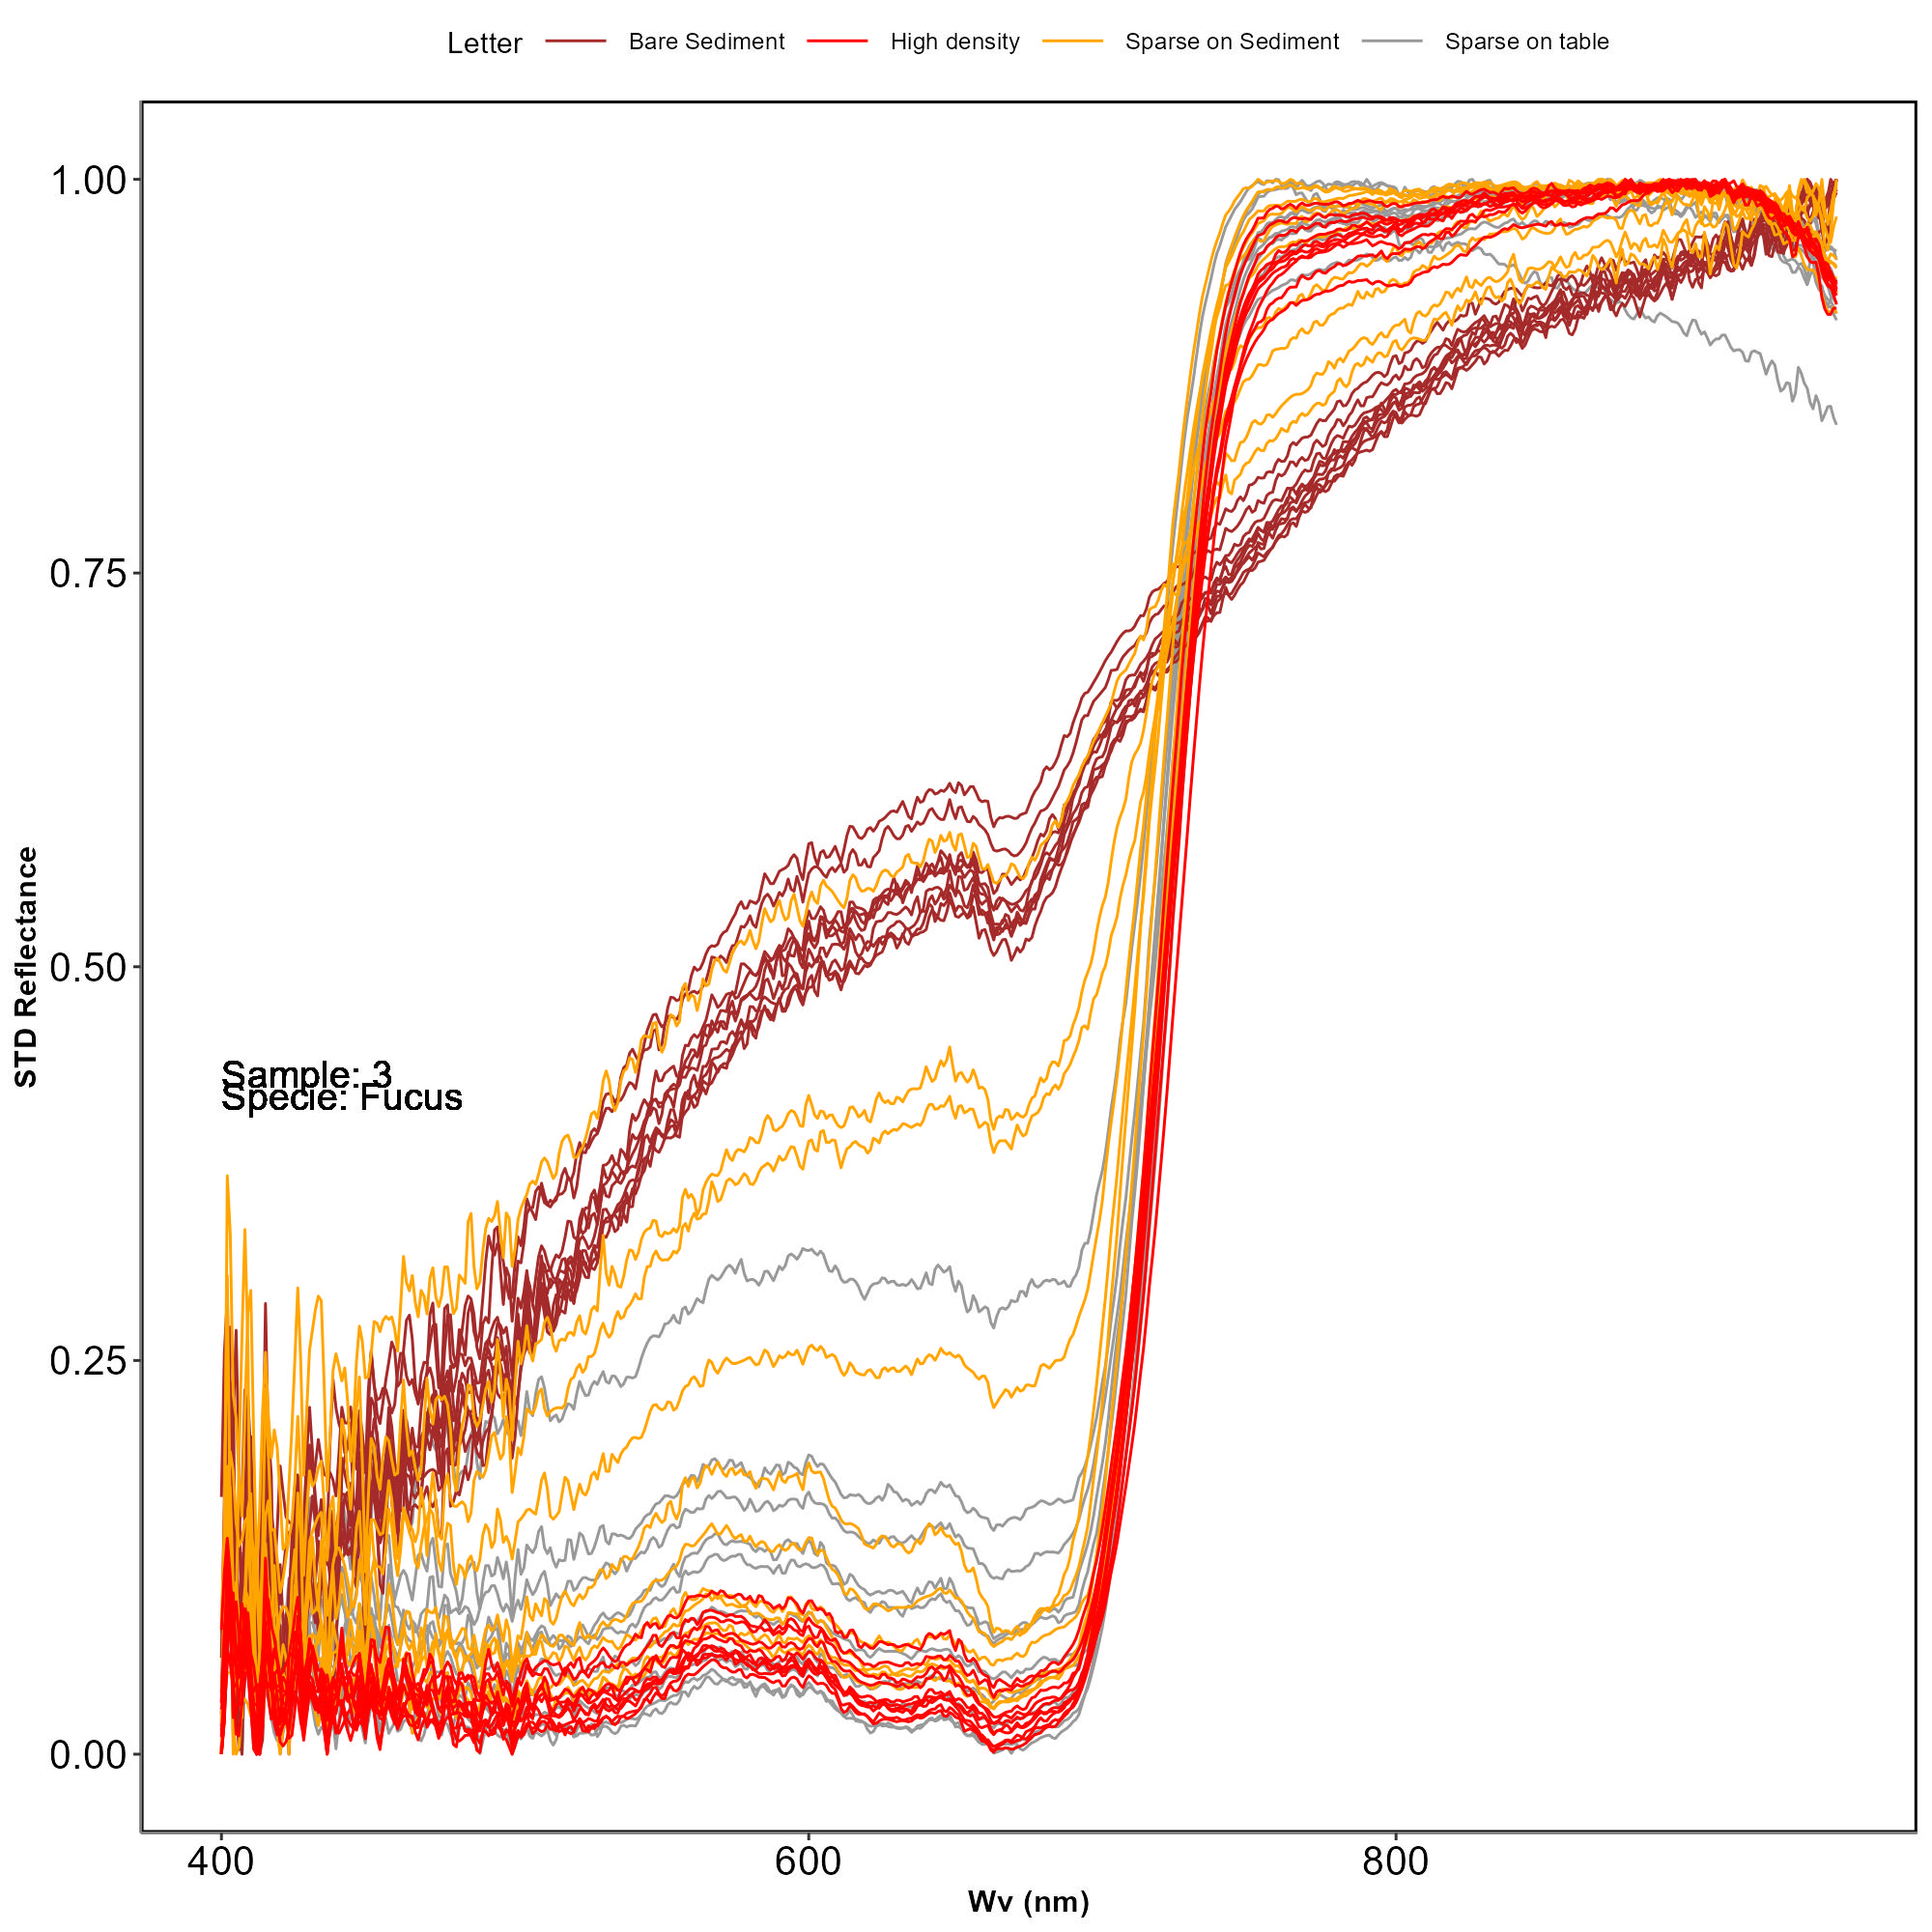 Letter Bare Sediment High density Sparse on Sediment Sparse on table
1.00
0.75
0.50
0.25
0.00
STD Reflectance
Sample: 3
Specie: Fucus
400 600 800
Wv (nm)